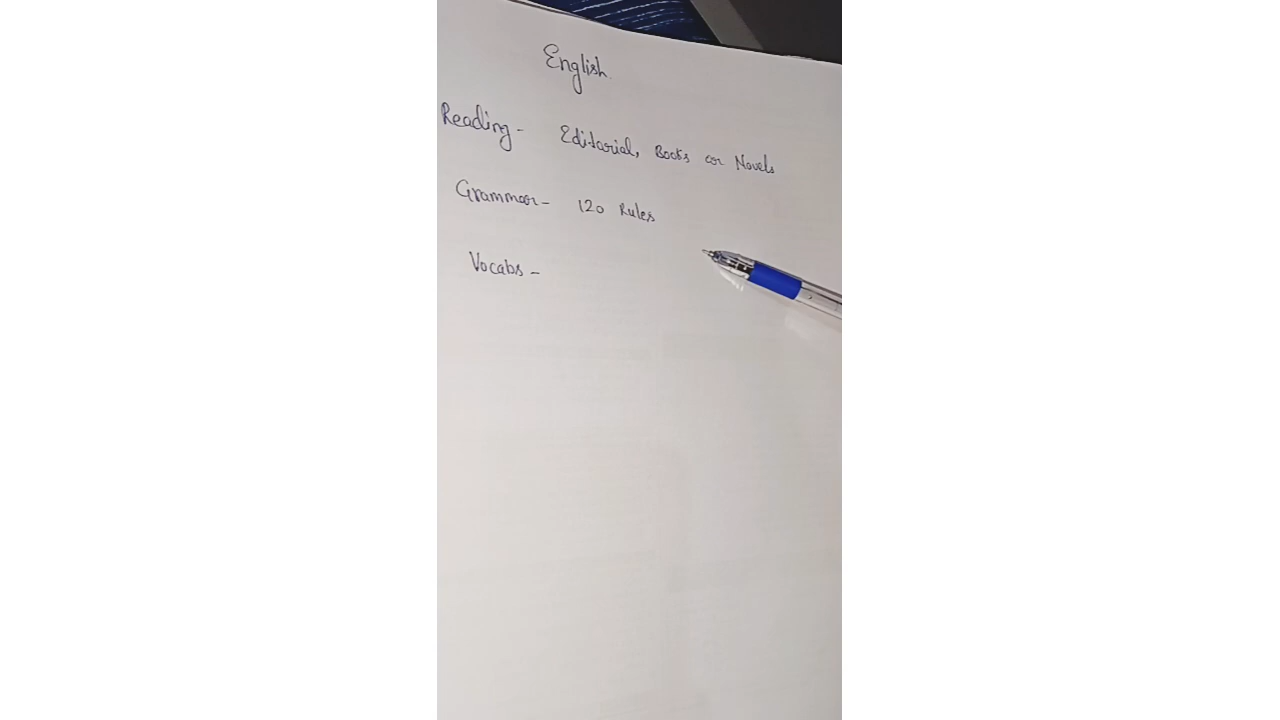 English
Reading - Editorial, Books or Novels
Grammar - 120 Rules
Vocabs -